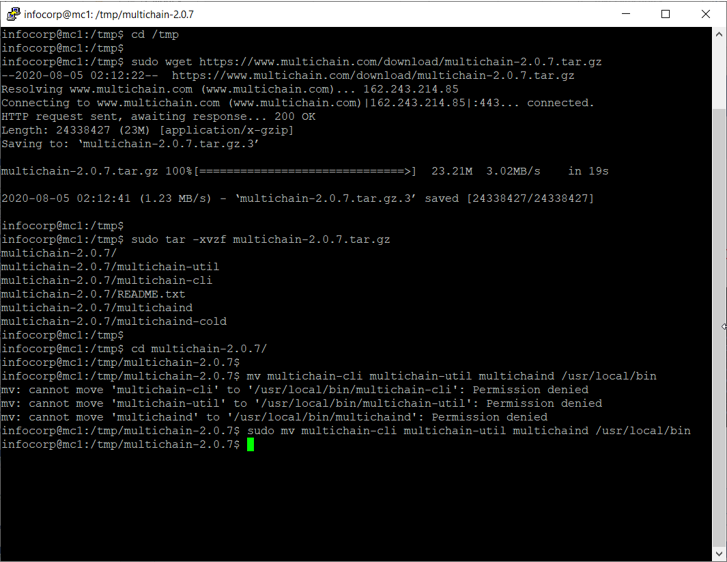 infocorp@mc1: /tmp/multichain-2.0.7
infocorp@mc1:/tmp$ cd /tmp
infocorp@mc1:/tmp$
infocorp@mc1:/tmp$ sudo wget https://www.multichain.com/download/multichain-2.0.7.tar.gz
--2020-08-05 02:12:22--  https://www.multichain.com/download/multichain-2.0.7.tar.gz
Resolving www.multichain.com (www.multichain.com)... 162.243.214.85
Connecting to www.multichain.com (www.multichain.com)|162.243.214.85|:443... connected.
HTTP request sent, awaiting response... 200 OK
Length: 24338427 (23M) [application/x-gzip]
Saving to: ‘multichain-2.0.7.tar.gz.3’
multichain-2.0.7.tar.gz 100%[==============================>]  23.21M  3.02MB/s    in 19s
2020-08-05 02:12:41 (1.23 MB/s) - ‘multichain-2.0.7.tar.gz.3’ saved [24338427/24338427]
infocorp@mc1:/tmp$
infocorp@mc1:/tmp$ sudo tar -xvzf multichain-2.0.7.tar.gz
multichain-2.0.7/
multichain-2.0.7/multichain-util
multichain-2.0.7/multichain-cli
multichain-2.0.7/README.txt
multichain-2.0.7/multichaind
multichain-2.0.7/multichaind-cold
infocorp@mc1:/tmp$
infocorp@mc1:/tmp$ cd multichain-2.0.7/
infocorp@mc1:/tmp/multichain-2.0.7$
infocorp@mc1:/tmp/multichain-2.0.7$ mv multichain-cli multichain-util multichaind /usr/local/bin
mv: cannot move 'multichain-cli' to '/usr/local/bin/multichain-cli': Permission denied
mv: cannot move 'multichain-util' to '/usr/local/bin/multichain-util': Permission denied
mv: cannot move 'multichaind' to '/usr/local/bin/multichaind': Permission denied
infocorp@mc1:/tmp/multichain-2.0.7$ sudo mv multichain-cli multichain-util multichaind /usr/local/bin
infocorp@mc1:/tmp/multichain-2.0.7$